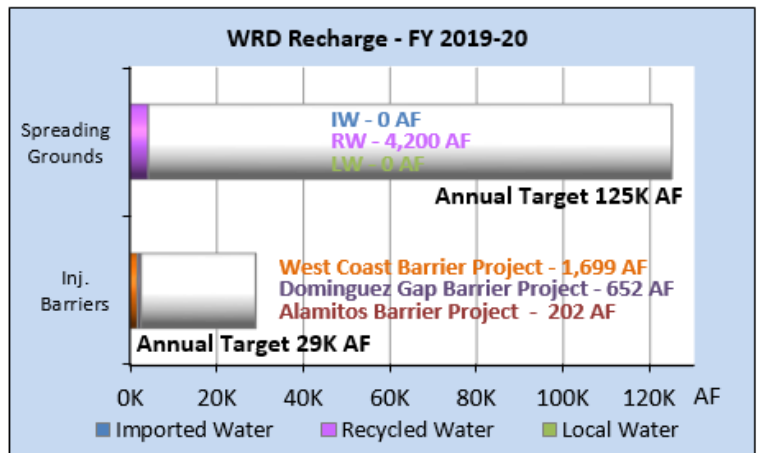 WRD Recharge - FY 2019-20
Spreading
Grounds
IW - 0 AF
RW - 4,200 AF
LW - 0 AF
Annual Target 125K AF
Inj.
Barriers
West Coast Barrier Project - 1,699 AF
Dominguez Gap Barrier Project - 652 AF
Alamitos Barrier Project - 202 AF
Annual Target 29K AF
0K 20K 40K 60K 80K 100K 120K AF
Imported Water Recycled Water Local Water